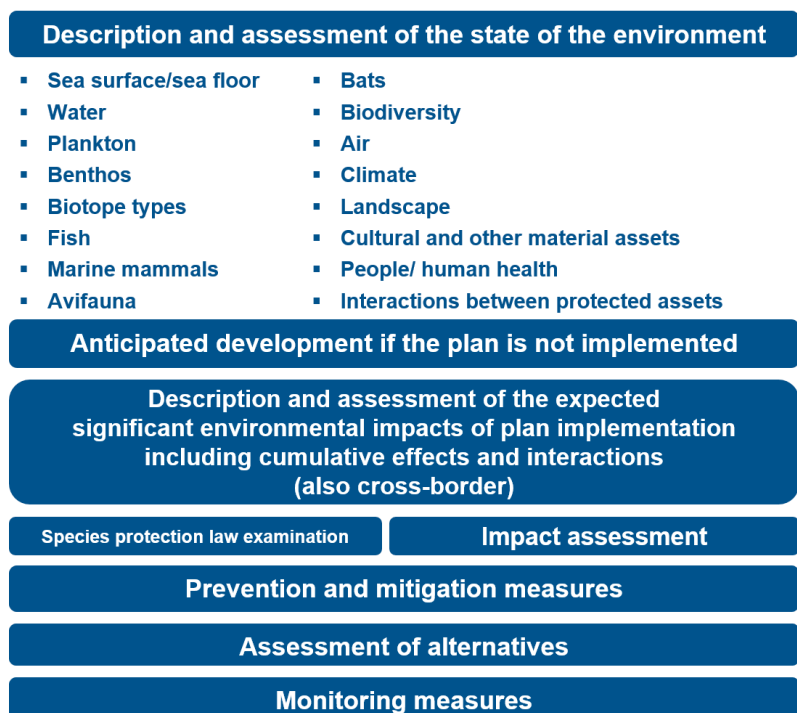 Description and assessment of the state of the environment
▪ Sea surface/sea floor
▪ Water
▪ Plankton
▪ Benthos
▪ Biotope types
▪ Fish
▪ Marine mammals
▪ Avifauna
▪ Bats
▪ Biodiversity
▪ Air
▪ Climate
▪ Landscape
▪ Cultural and other material assets
▪ People/ human health
▪ Interactions between protected assets
Anticipated development if the plan is not implemented
Description and assessment of the expected
significant environmental impacts of plan implementation
including cumulative effects and interactions
(also cross-border)
Species protection law examination
Impact assessment
Prevention and mitigation measures
Assessment of alternatives
Monitoring measures